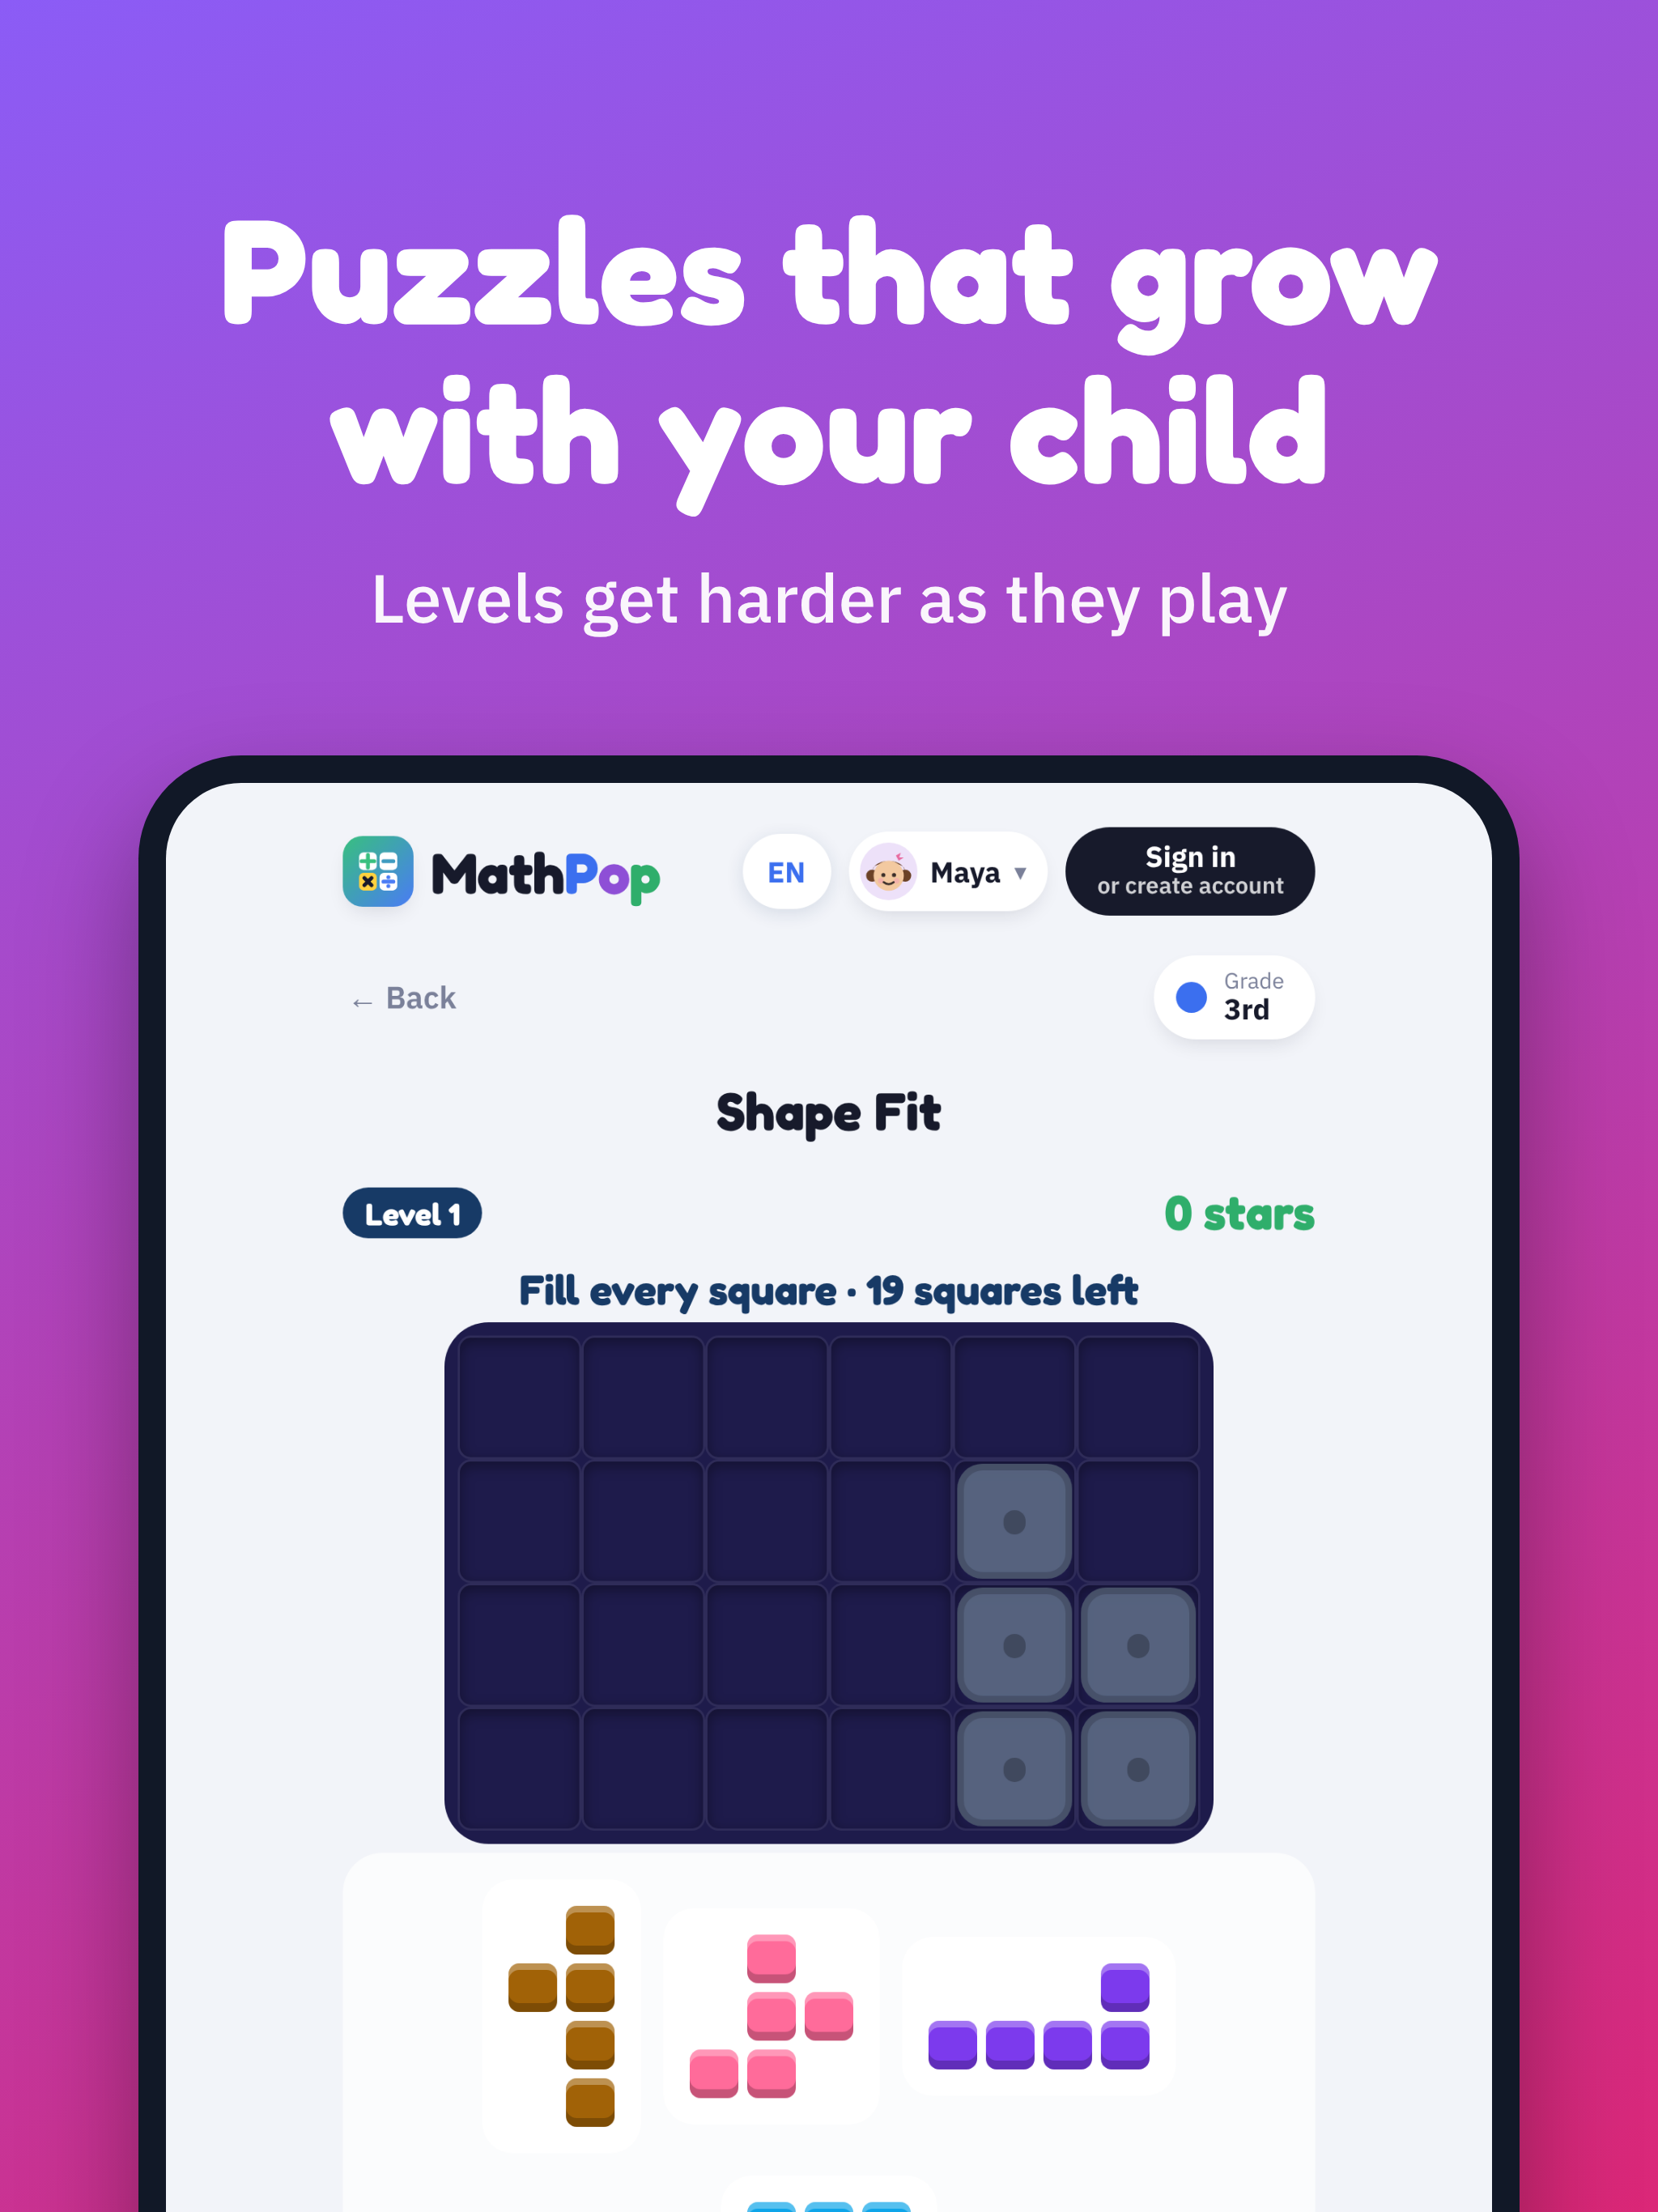 Puzzles that grow
with your child
Levels get harder as they play
MathPop
EN
Maya ▾
Sign in
or create account
← Back
Grade
3rd
Shape Fit
Level 1
0 stars
Fill every square · 19 squares left